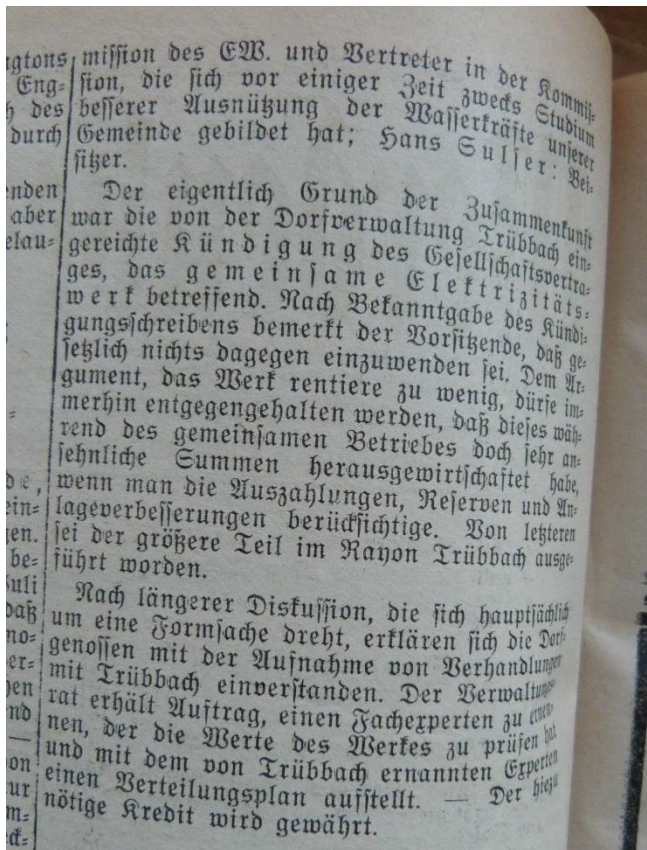 mission des EW. und Vertreter in der Kommis-
sion, die sich vor einiger Zeit zwecks Studium
besserer Ausnützung der Wasserkräfte unserer
Gemeinde gebildet hat; Hans Sulser: Bei-
sitzer.
Der eigentlich Grund der Zusammenkunft
war die von der Dorfverwaltung Trübbach ein-
gereichte Kündigung des Gesellschaftsvertra-
ges, das gemeinsame Elektrizitäts-
werk betreffend. Nach Bekanntgabe des Kündi-
gungsschreibens bemerkt der Vorsitzende, daß ge-
setzlich nichts dagegen einzuwenden sei. Dem Ar-
gument, das Werk rentiere zu wenig, dürfe im-
merhin entgegengehalten werden, daß dieses wäh-
rend des gemeinsamen Betriebes doch sehr an-
sehnliche Summen herausgewirtschaftet habe,
wenn man die Auszahlungen, Reserven und An-
lageverbesserungen berücksichtige. Von letzteren
sei der größere Teil im Rayon Trübbach ausge-
führt worden.
Nach längerer Diskussion, die sich hauptsächlich
um eine Formsache dreht, erklären sich die Dorf-
genossen mit der Aufnahme von Verhandlungen
mit Trübbach einverstanden. Der Verwaltungs-
rat erhält Auftrag, einen Fachexperten zu ernen-
nen, der die Werte des Werkes zu prüfen hat
und mit dem von Trübbach ernannten Experten
einen Verteilungsplan aufstellt. — Der hiezu
nötige Kredit wird gewährt.